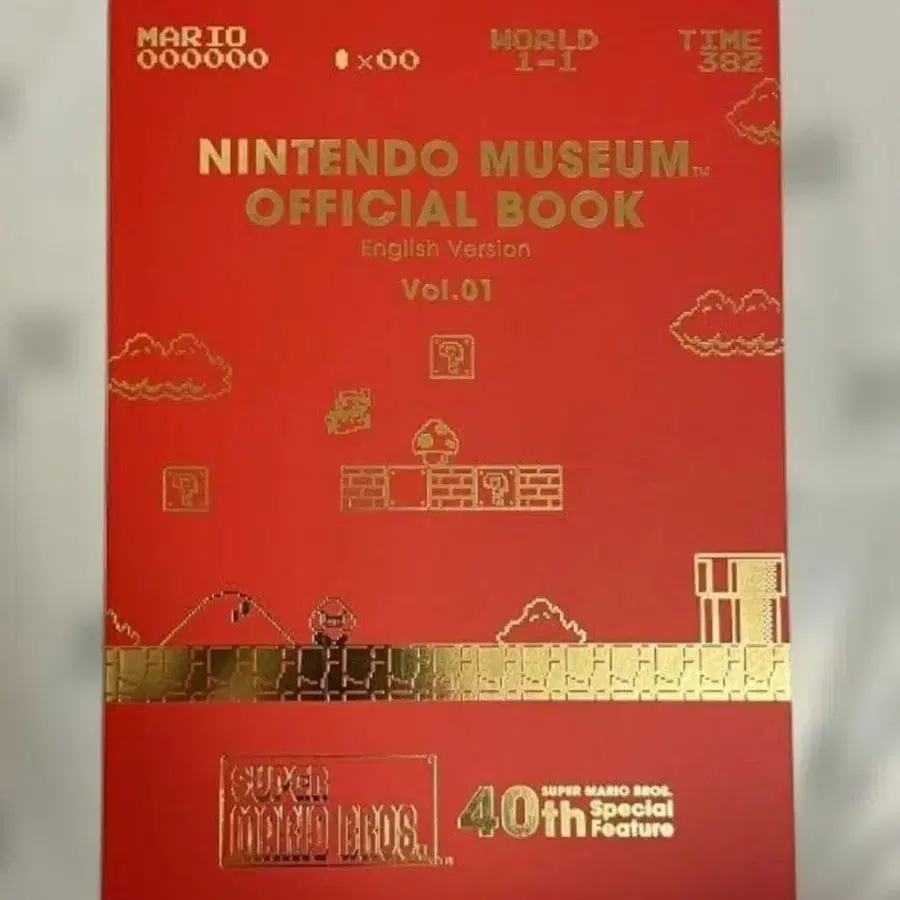 MARIO
000000
×00
WORLD
1-1
TIME
382
NINTENDO MUSEUM™
OFFICIAL BOOK
English Version
Vol.01
?
?
?
SUPER
MARIO BROS.
40th
SUPER MARIO BROS.
Special
Feature